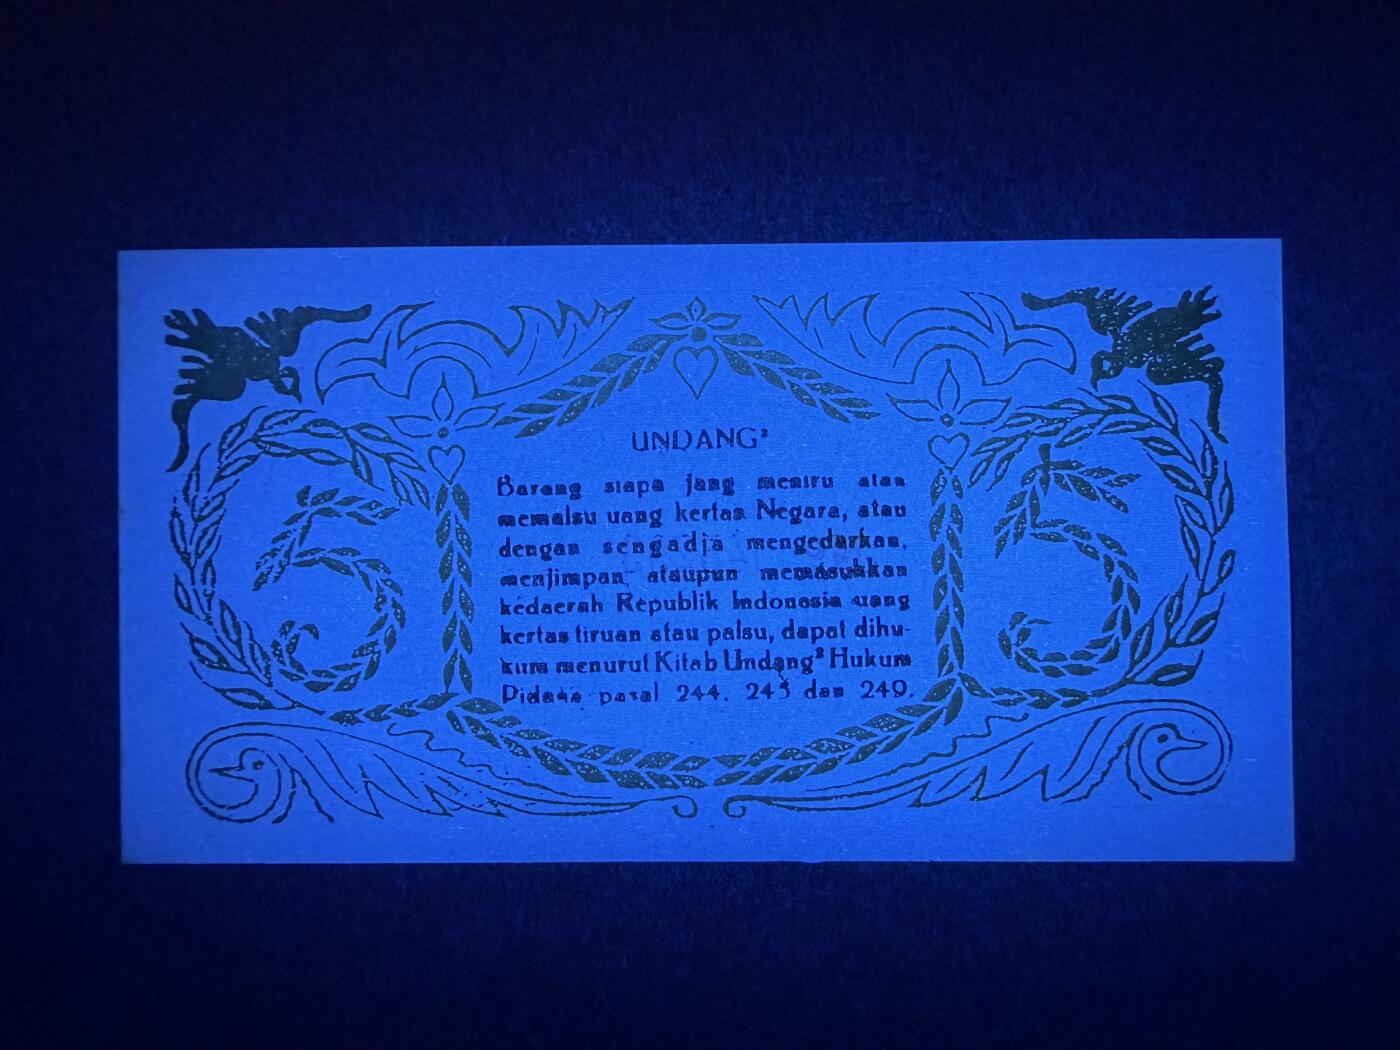 UNDANG²
Barang siapa jang meniru atau
memalsu uang kertas Negara, atau
dengan sengadja mengedarkan,
menjimpan ataupun memasukkan
kedaerah Republik Indonesia uang
kertas tiruan atau palsu, dapat dihu-
kum menurut Kitab Undang² Hukum
Pidana pasal 244. 245 dan 249.